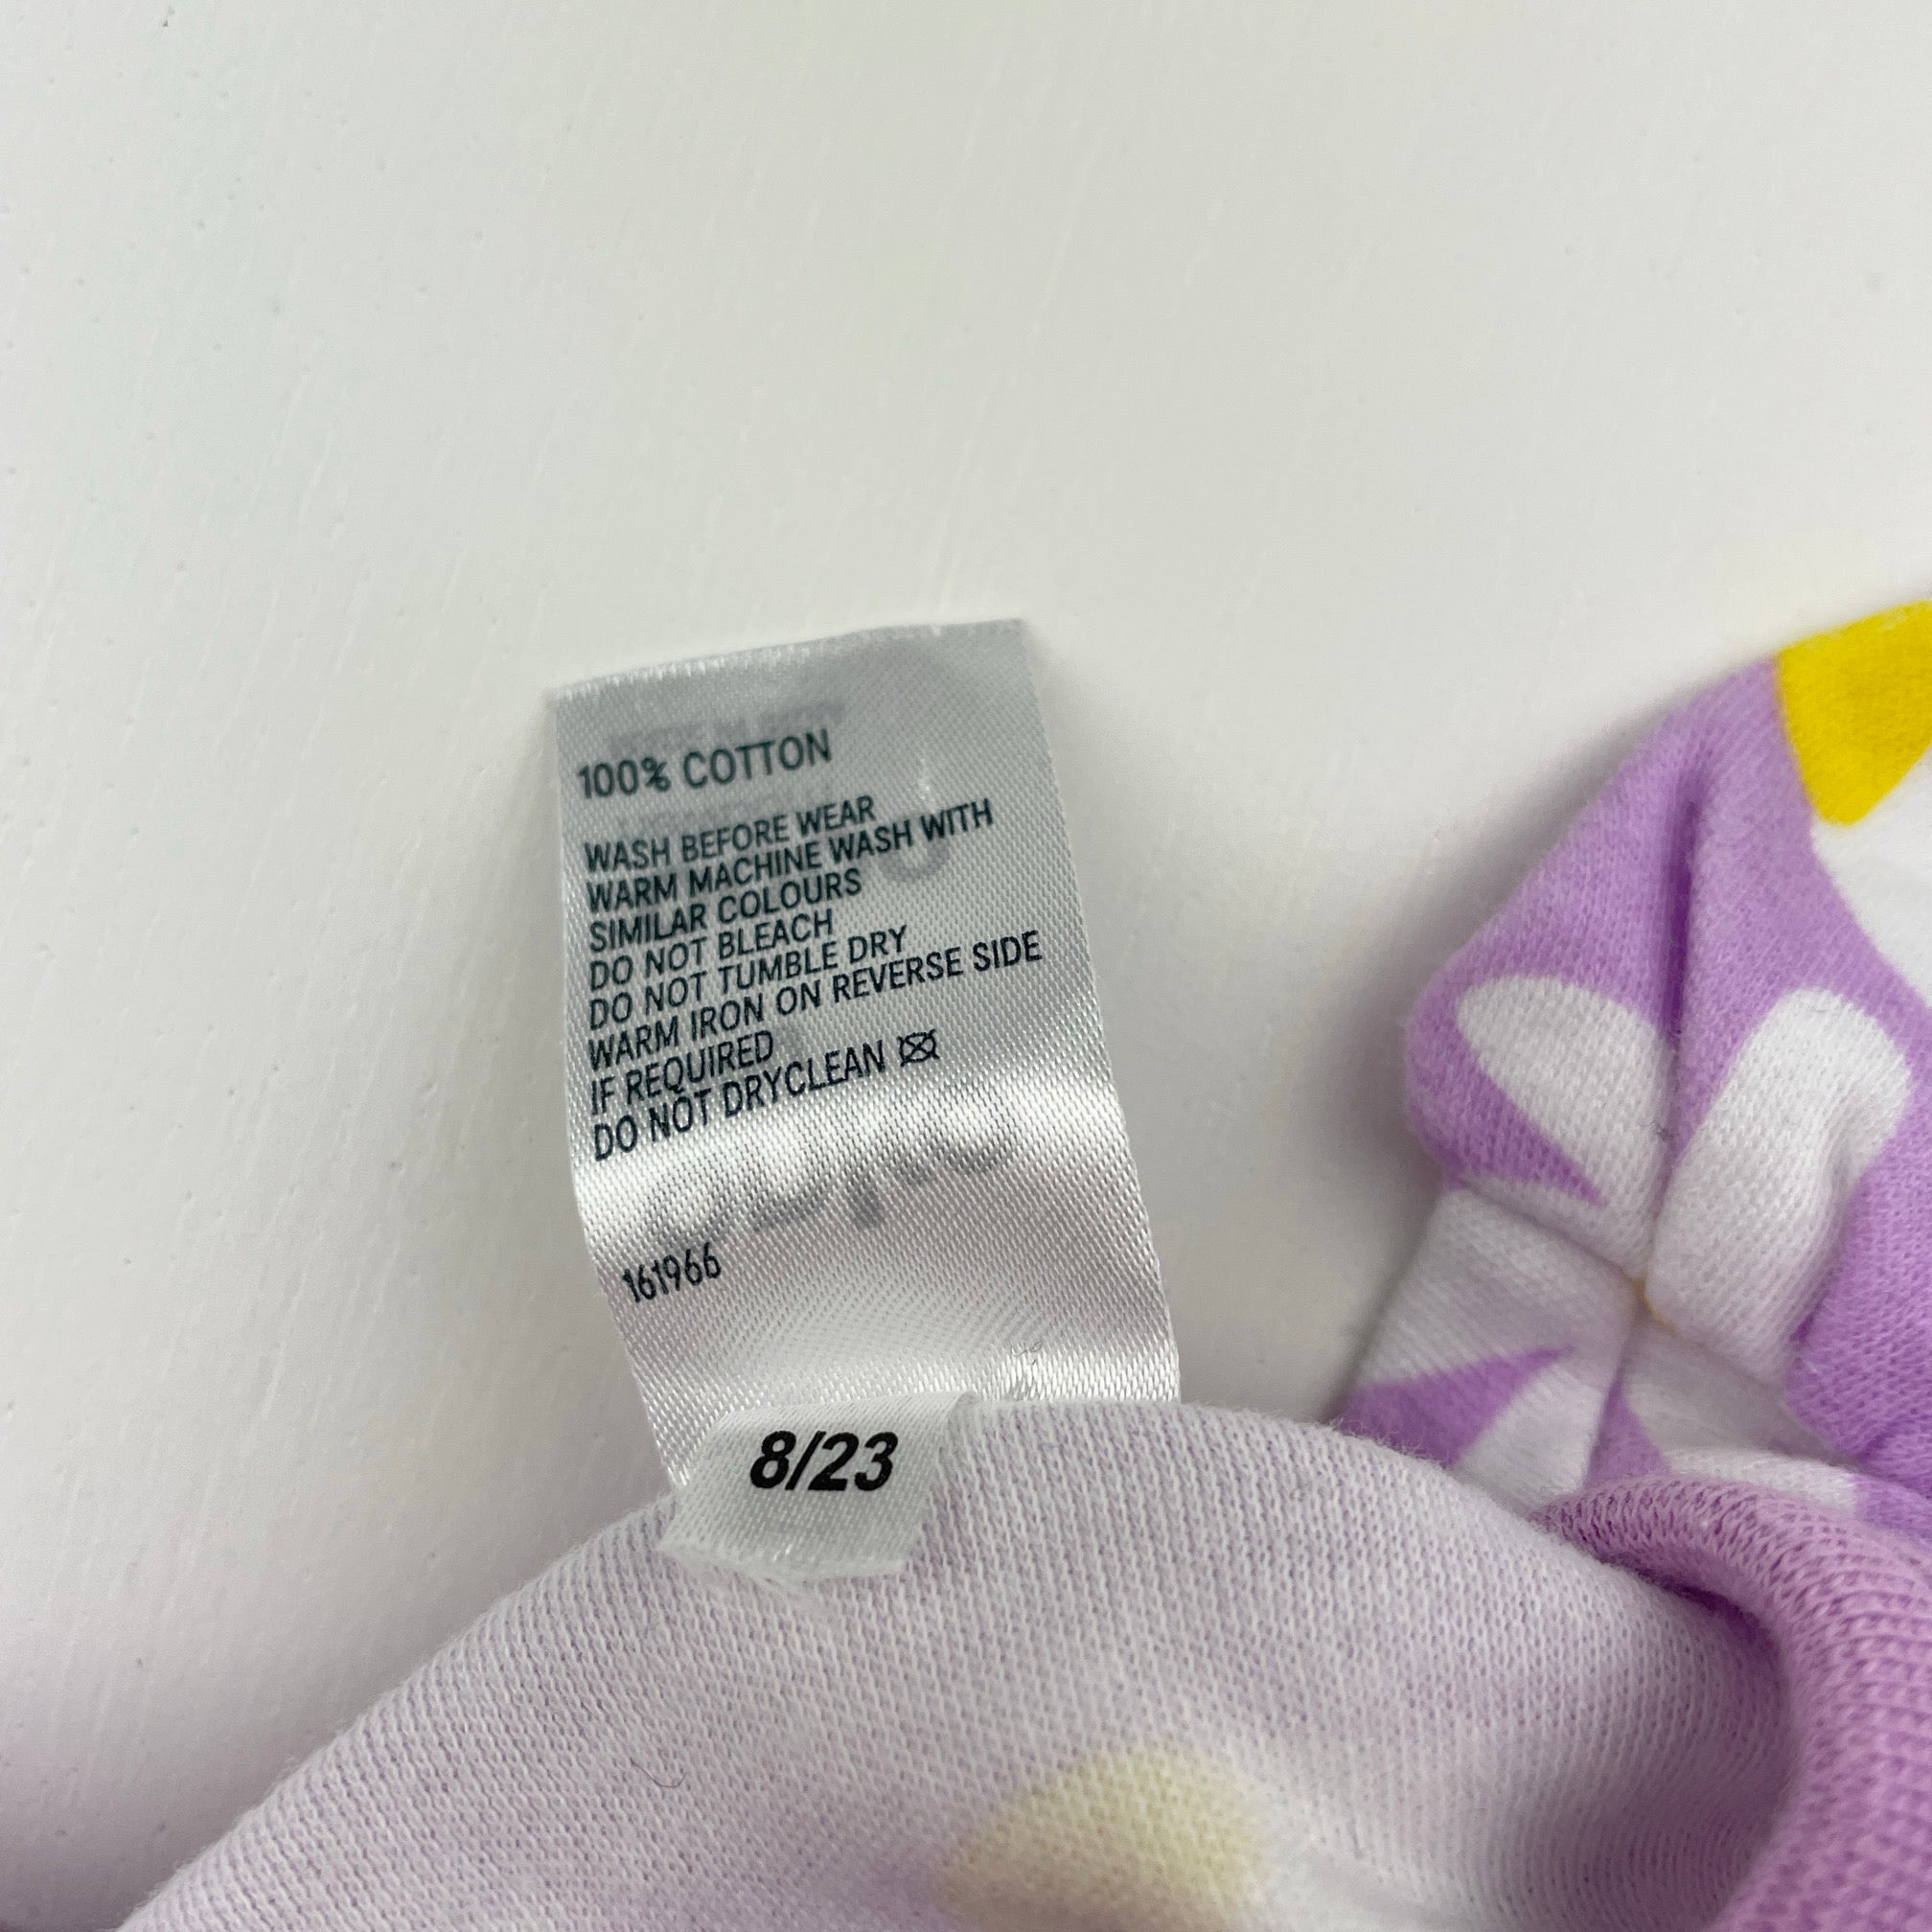 100% COTTON
WASH BEFORE WEAR
WARM MACHINE WASH WITH
SIMILAR COLOURS
DO NOT BLEACH
DO NOT TUMBLE DRY
WARM IRON ON REVERSE SIDE
IF REQUIRED
DO NOT DRYCLEAN
161966
8/23